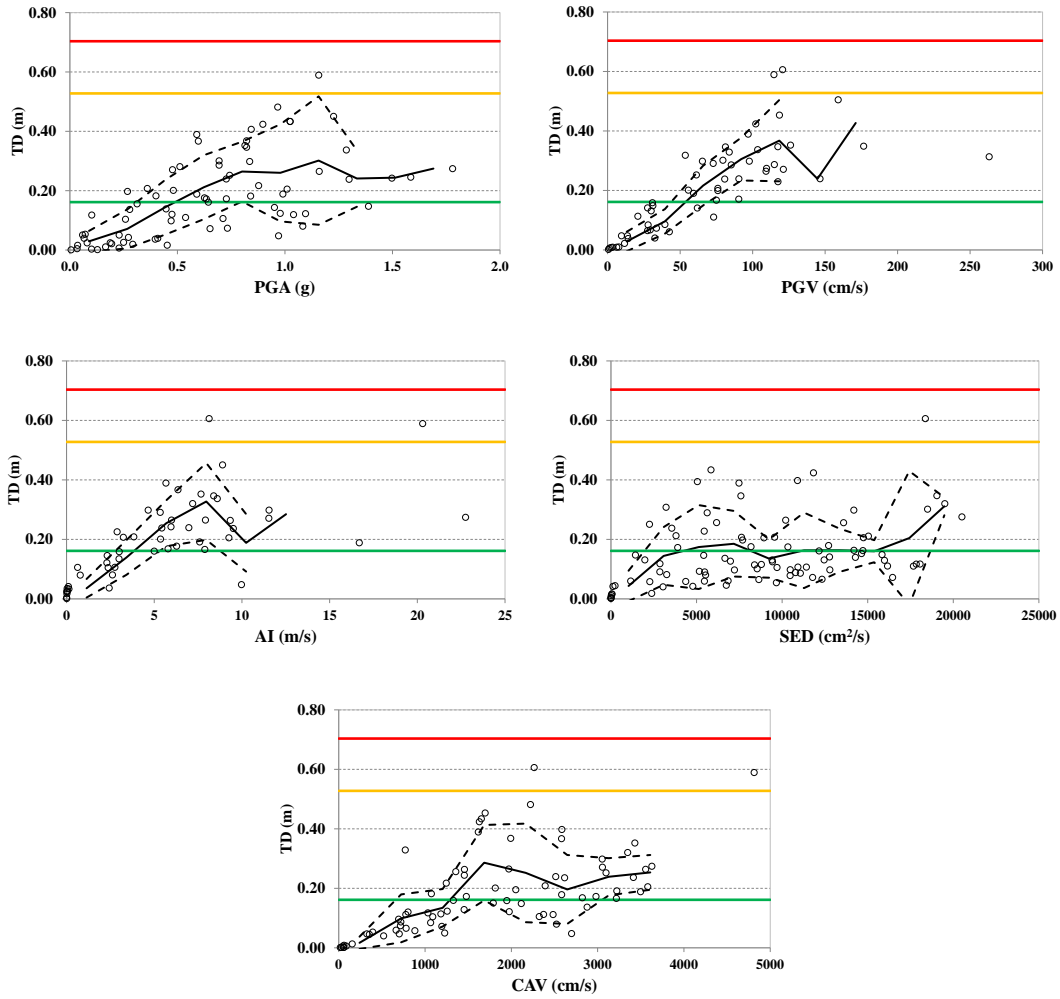 0.80
0.60
0.40
0.20
0.00
TD (m)
0.0 0.5 1.0 1.5 2.0
PGA (g)
0.80
0.60
0.40
0.20
0.00
TD (m)
0 50 100 150 200 250 300
PGV (cm/s)
0.80
0.60
0.40
0.20
0.00
TD (m)
0 5 10 15 20 25
AI (m/s)
0.80
0.60
0.40
0.20
0.00
TD (m)
0 5000 10000 15000 20000 25000
SED (cm²/s)
0.80
0.60
0.40
0.20
0.00
TD (m)
0 1000 2000 3000 4000 5000
CAV (cm/s)